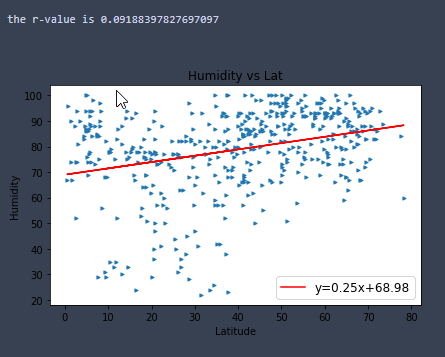 the r-value is 0.09188397827697097
Humidity vs Lat
100
90
80
70
60
50
40
30
20
Humidity
0 10 20 30 40 50 60 70 80
Latitude
y=0.25x+68.98